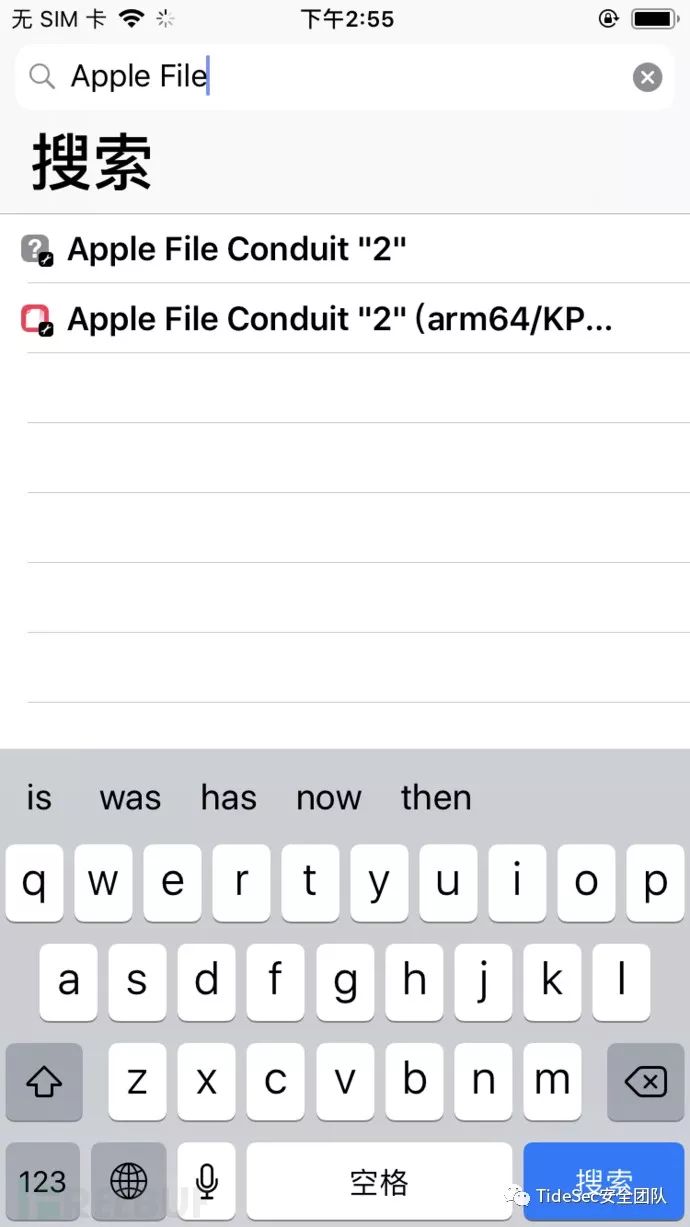 无 SIM 卡 下午2:55
Apple File
搜索
Apple File Conduit "2"
Apple File Conduit "2" (arm64/KP...
is was has now then
q w e r t y u i o p
a s d f g h j k l
z x c v b n m
123 空格 搜索
TideSec安全团队
REEBUF